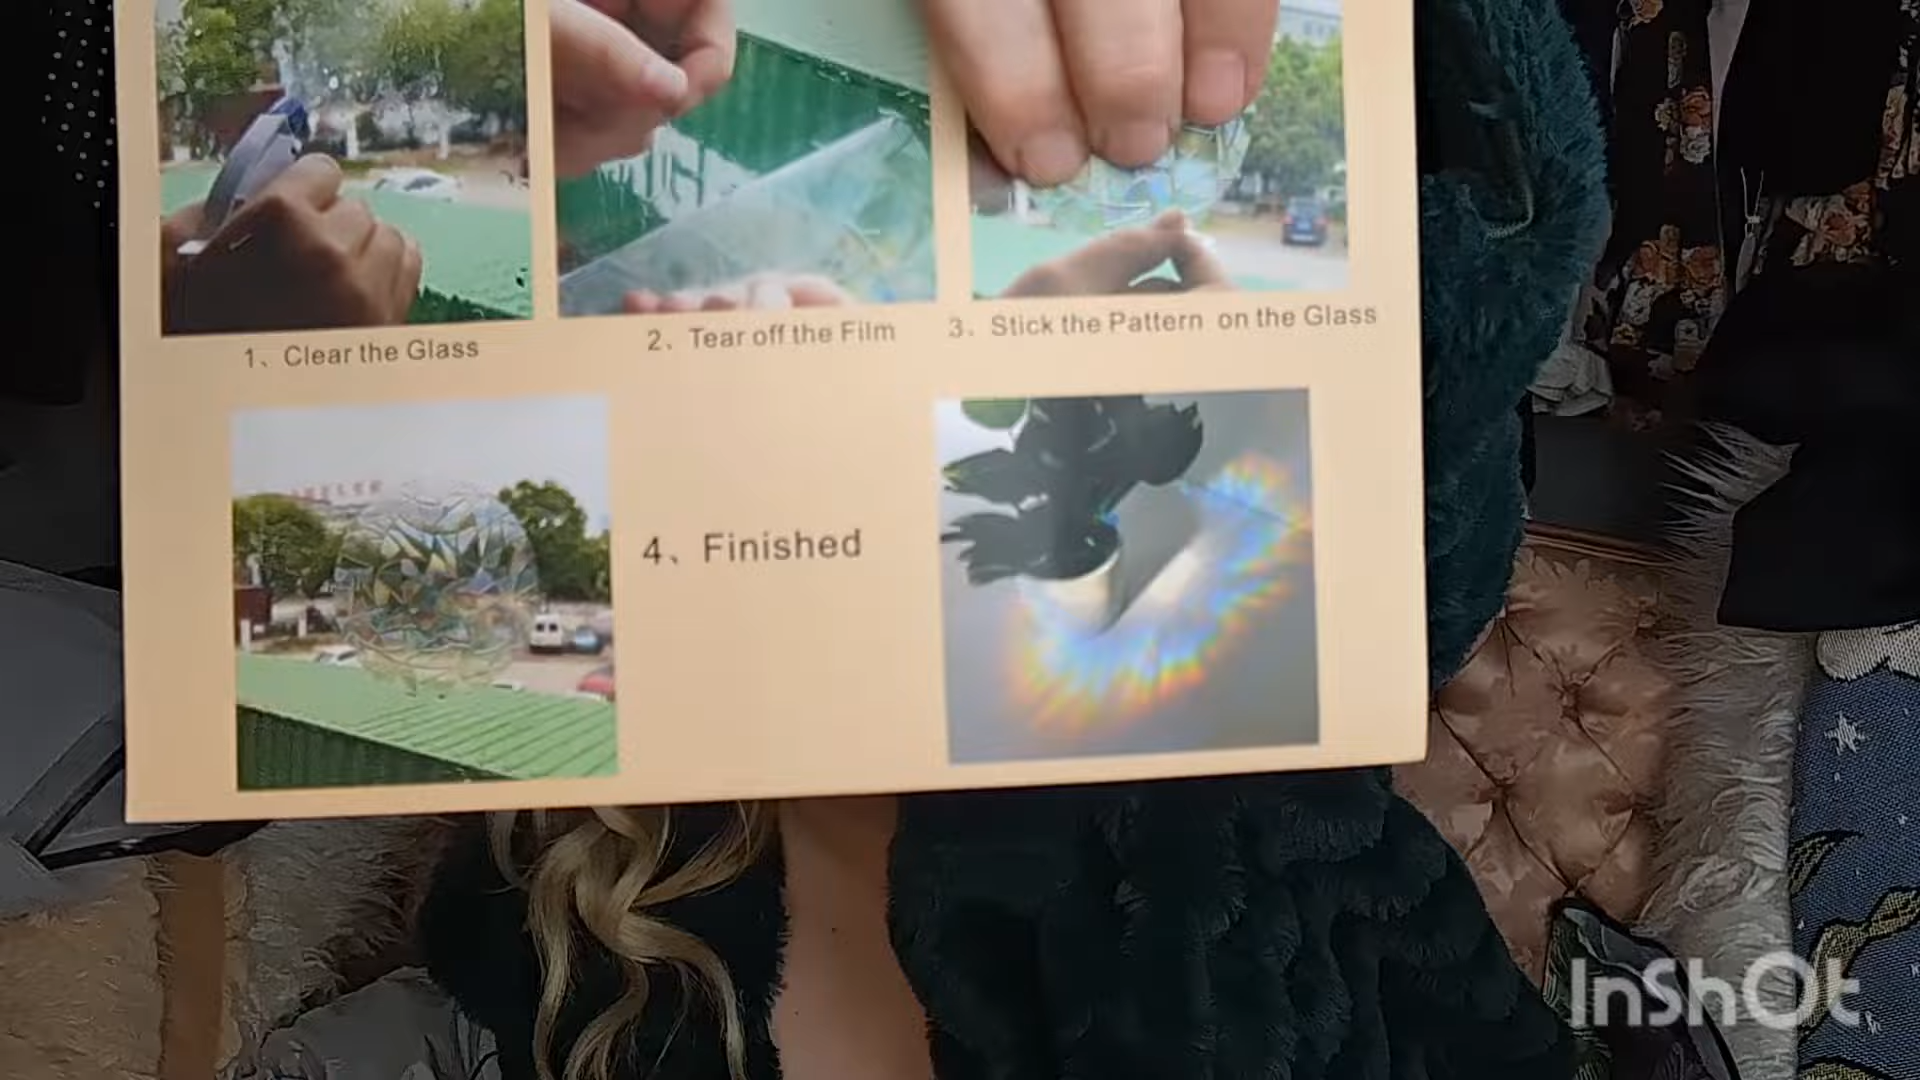 1、Clear the Glass
2、Tear off the Film
3、Stick the Pattern on the Glass
4、Finished
InShOt